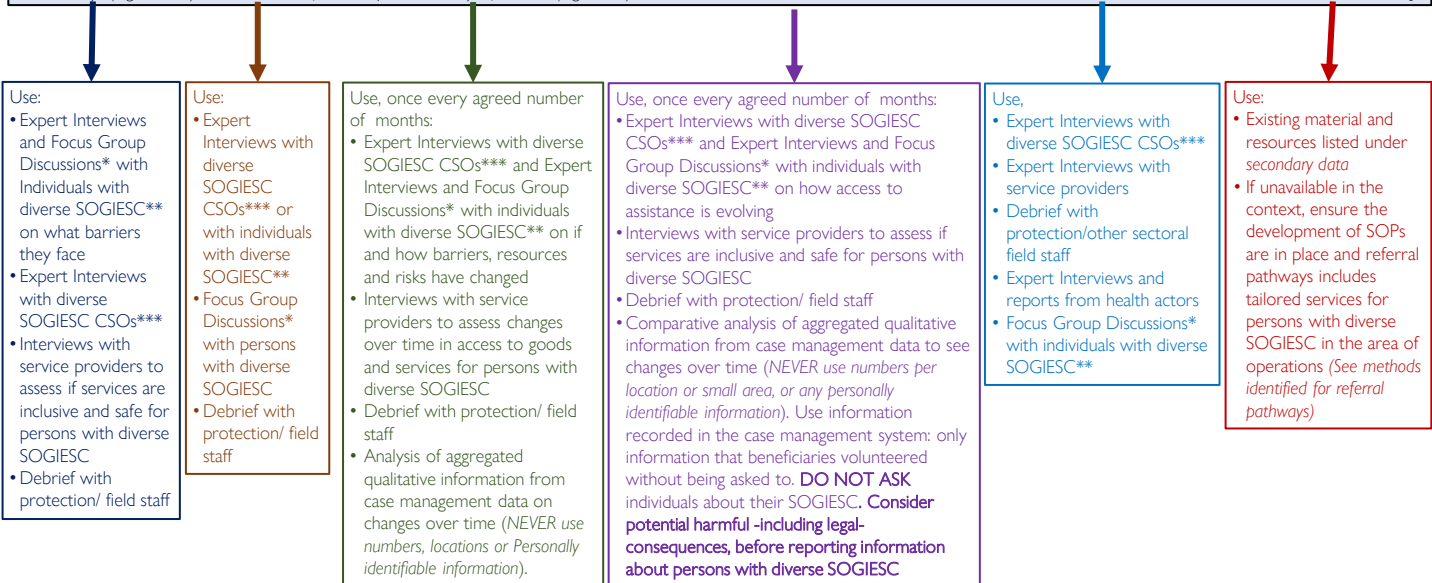 Use:
• Expert Interviews
and Focus Group
Discussions* with
Individuals with
diverse SOGIESC**
on what barriers
they face
• Expert Interviews
with diverse
SOGIESC CSOs***
• Interviews with
service providers to
assess if services are
inclusive and safe for
persons with diverse
SOGIESC
• Debrief with
protection/ field staff
Use:
• Expert
Interviews with
diverse
SOGIESC
CSOs*** or
with individuals
with diverse
SOGIESC**
• Focus Group
Discussions*
with persons
with diverse
SOGIESC
• Debrief with
protection/ field
staff
Use, once every agreed number
of months:
• Expert Interviews with diverse
SOGIESC CSOs*** and Expert
Interviews and Focus Group
Discussions* with individuals
with diverse SOGIESC** on if
and how barriers, resources
and risks have changed
• Interviews with service
providers to assess changes
over time in access to goods
and services for persons with
diverse SOGIESC
• Debrief with protection/ field
staff
• Analysis of aggregated
qualitative information from
case management data on
changes over time (NEVER use
numbers, locations or Personally
identifiable information).
Use, once every agreed number of months:
• Expert Interviews with diverse SOGIESC
CSOs*** and Expert Interviews and Focus
Group Discussions* with individuals with
diverse SOGIESC** on how access to
assistance is evolving
• Interviews with service providers to assess if
services are inclusive and safe for persons with
diverse SOGIESC
• Debrief with protection/ field staff
• Comparative analysis of aggregated qualitative
information from case management data to see
changes over time (NEVER use numbers per
location or small area, or any personally
identifiable information). Use information
recorded in the case management system: only
information that beneficiaries volunteered
without being asked to. DO NOT ASK
individuals about their SOGIESC. Consider
potential harmful -including legal-
consequences, before reporting information
about persons with diverse SOGIESC
Use,
• Expert Interviews with
diverse SOGIESC CSOs***
• Expert Interviews with
service providers
• Debrief with
protection/other sectoral
field staff
• Expert Interviews and
reports from health actors
• Focus Group Discussions*
with individuals with diverse
SOGIESC**
Use:
• Existing material and
resources listed under
secondary data
• If unavailable in the
context, ensure the
development of SOPs
are in place and referral
pathways includes
tailored services for
persons with diverse
SOGIESC in the area of
operations (See methods
identified for referral
pathways)